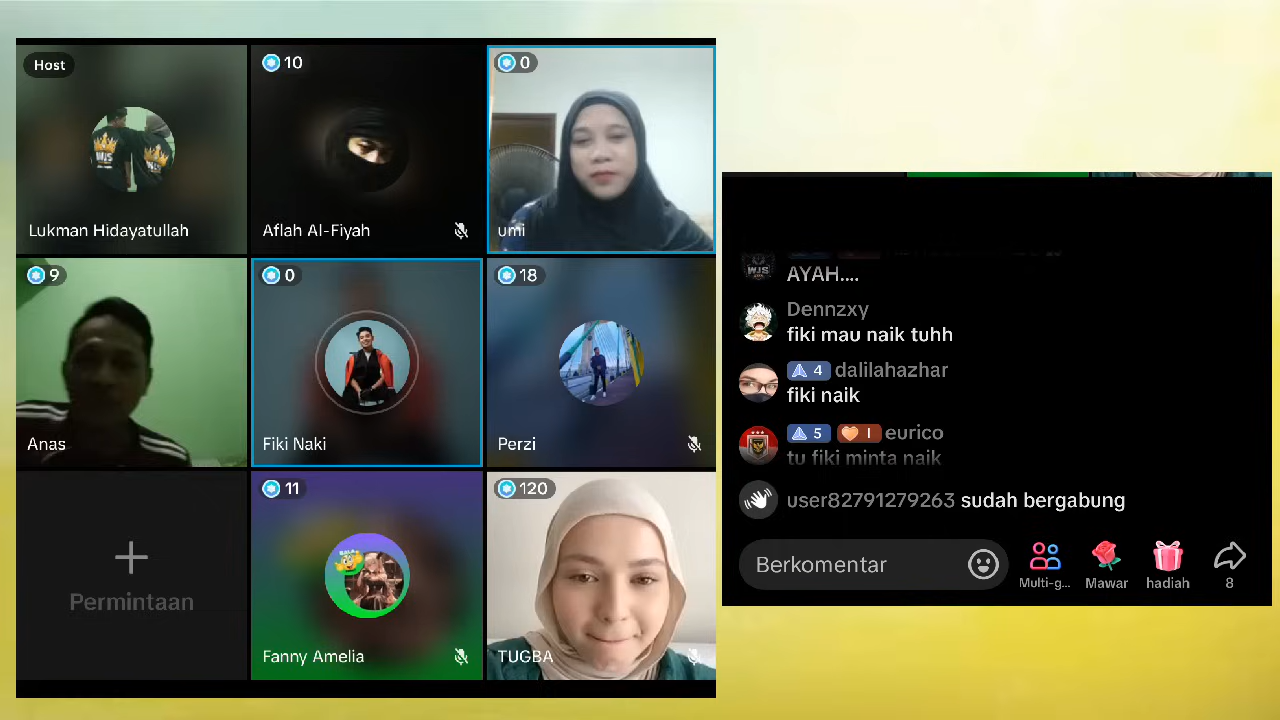 Host
Lukman Hidayatullah
10
Aflah Al-Fiyah
0
umi
9
Anas
0
Fiki Naki
18
Perzi
Permintaan
11
Fanny Amelia
120
TUGBA
WJS
AYAH....
Dennzxy
fiki mau naik tuhh
4 dalilahazhar
fiki naik
5 1 eurico
tu fiki minta naik
user82791279263 sudah bergabung
Berkomentar
Multi-g...
Mawar
hadiah
8